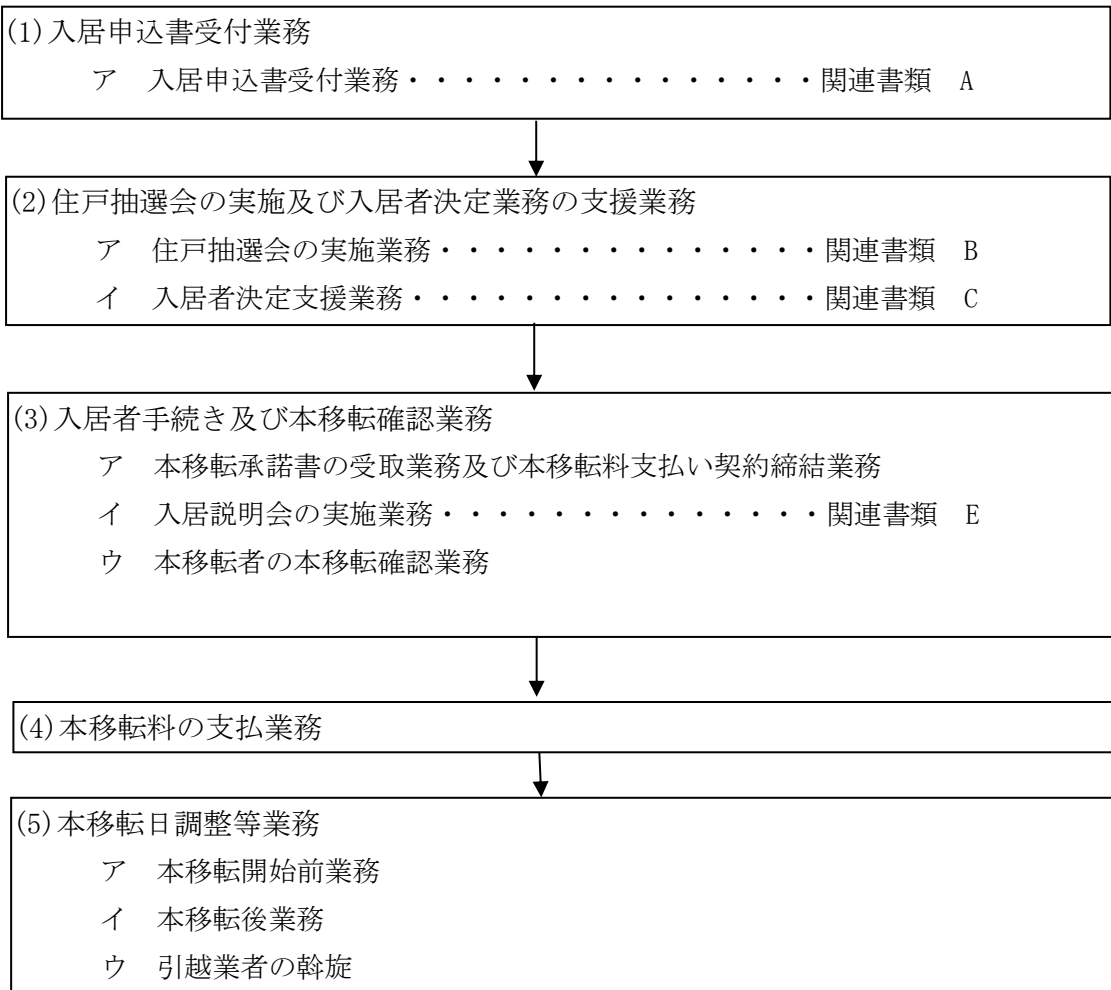 (1)入居申込書受付業務
ア　入居申込書受付業務・・・・・・・・・・・・・・・関連書類　A
(2)住戸抽選会の実施及び入居者決定業務の支援業務
ア　住戸抽選会の実施業務・・・・・・・・・・・・・・関連書類　B
イ　入居者決定支援業務・・・・・・・・・・・・・・・関連書類　C
(3)入居者手続き及び本移転確認業務
ア　本移転承諾書の受取業務及び本移転料支払い契約締結業務
イ　入居説明会の実施業務・・・・・・・・・・・・・・関連書類　E
ウ　本移転者の本移転確認業務
(4)本移転料の支払業務
(5)本移転日調整等業務
ア　本移転開始前業務
イ　本移転後業務
ウ　引越業者の斡旋